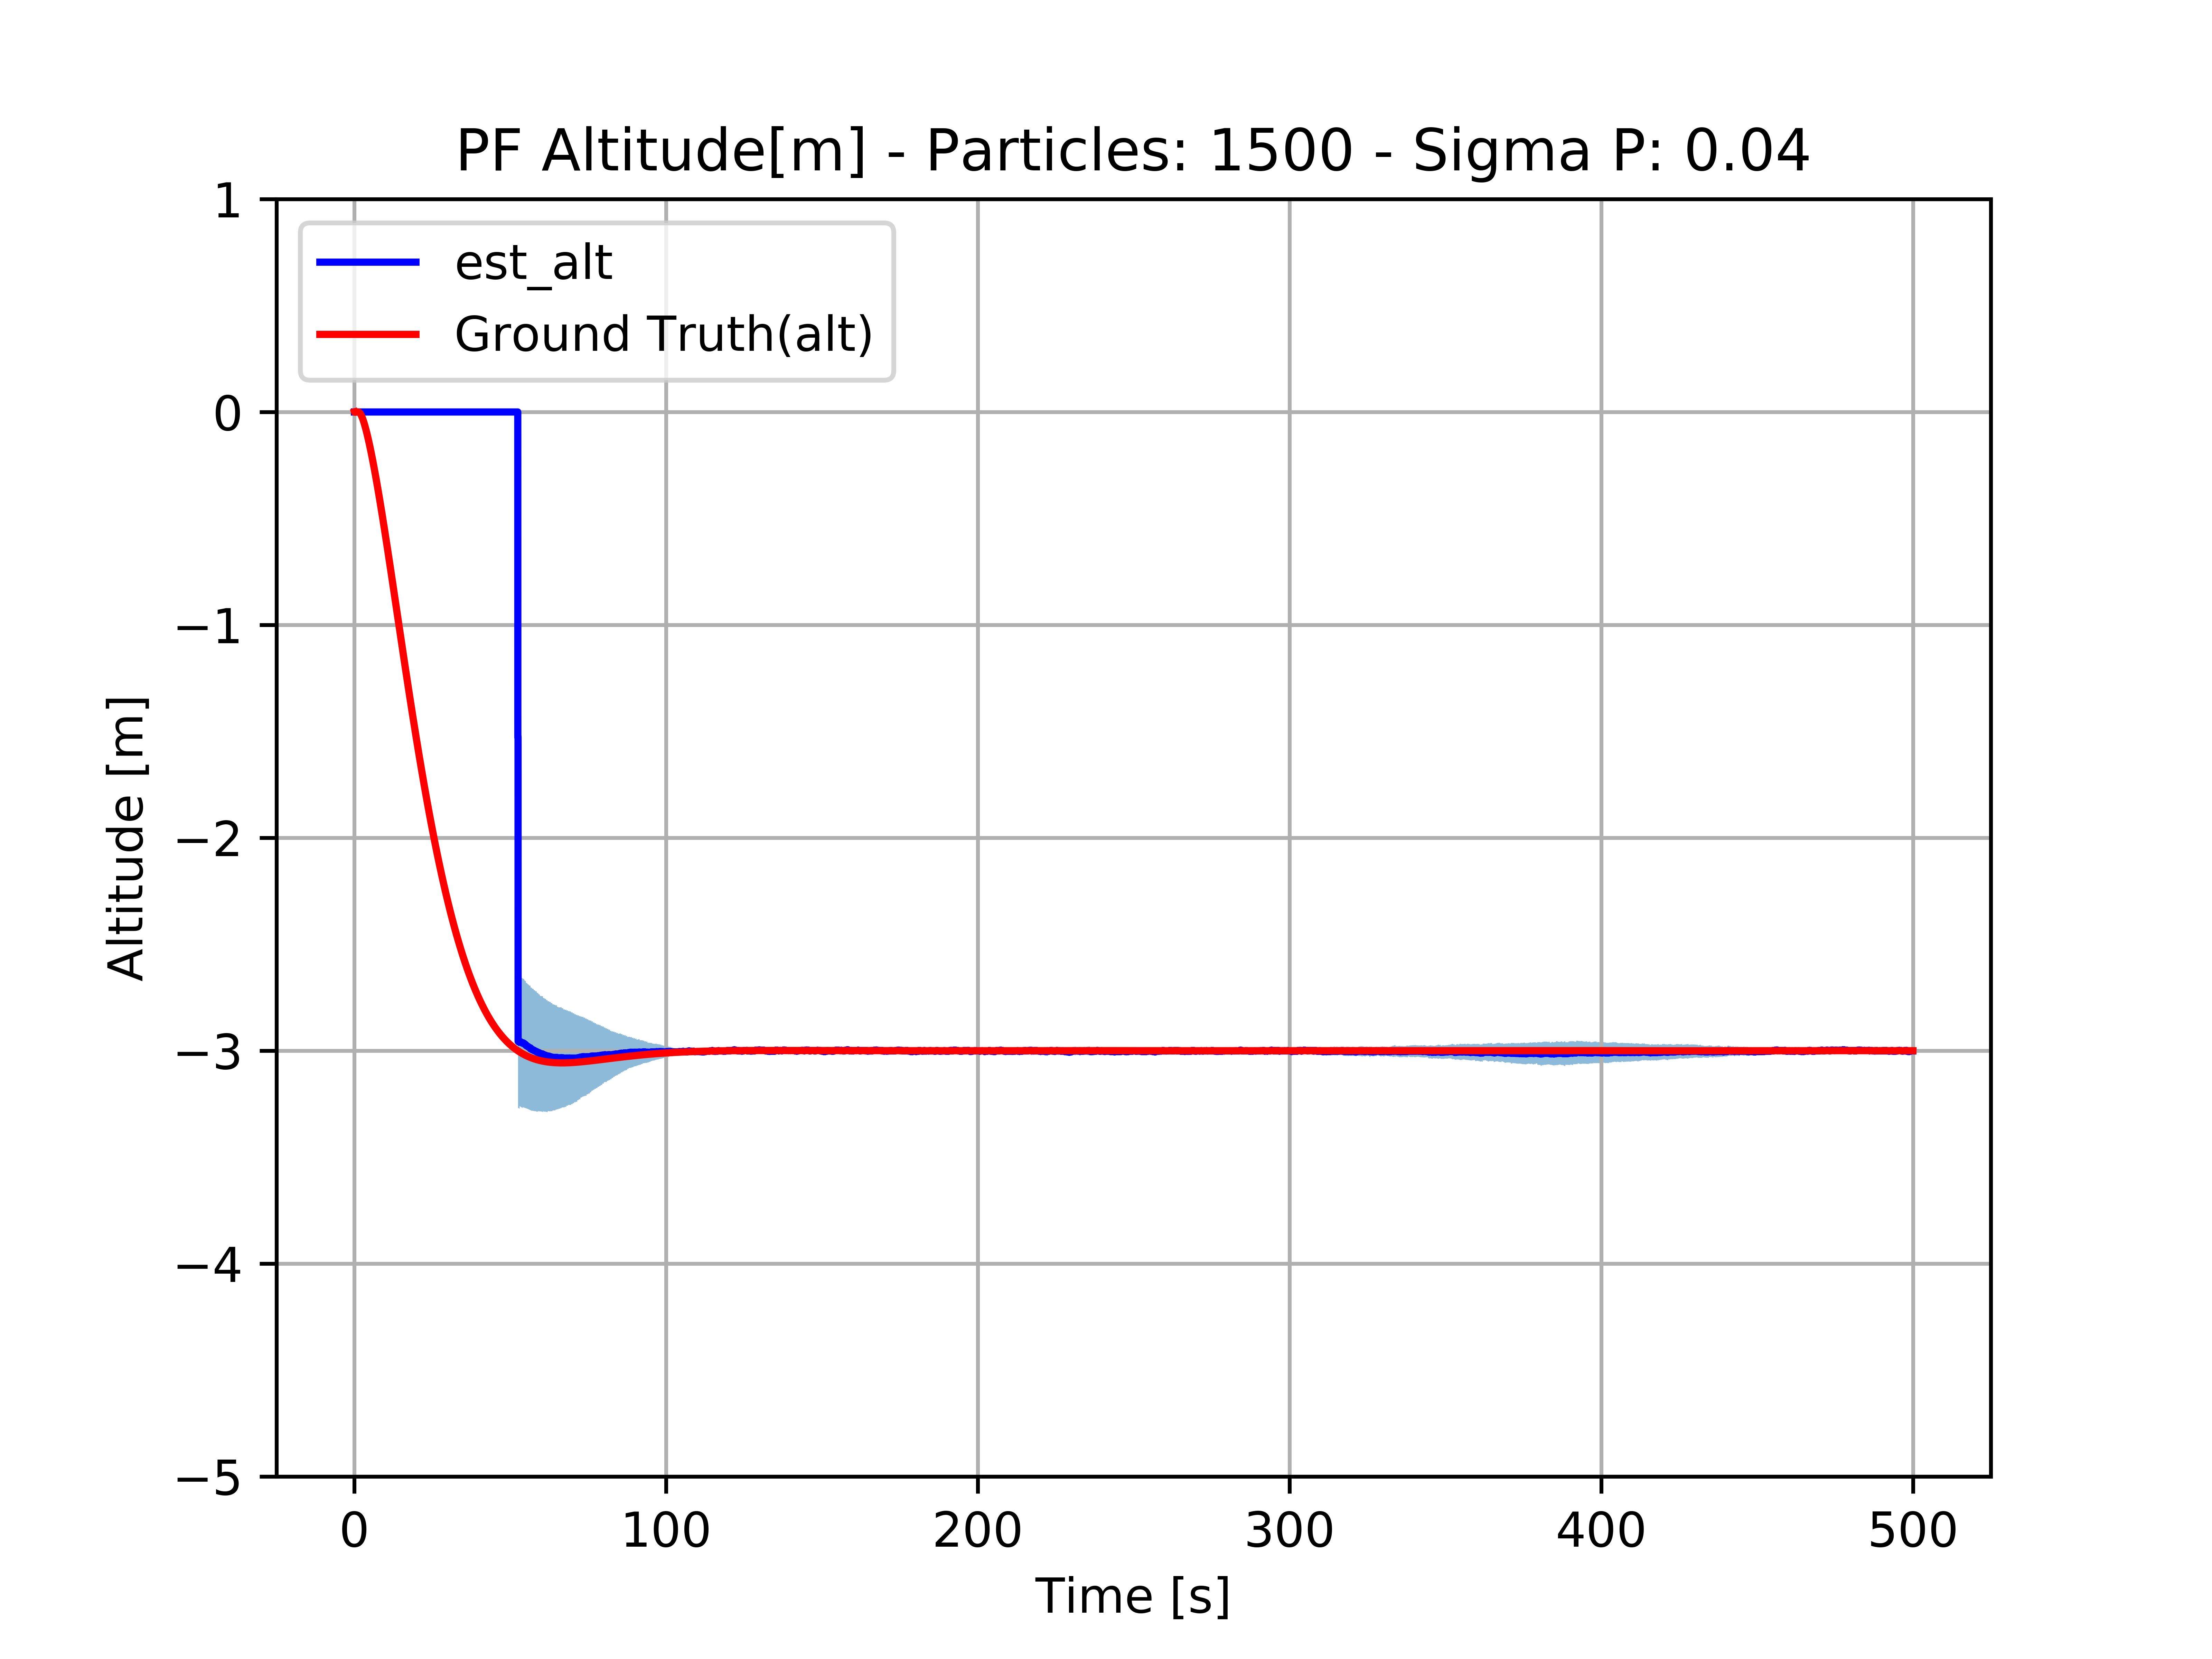 PF Altitude[m] - Particles: 1500 - Sigma P: 0.04
est_alt
Ground Truth(alt)
Altitude [m]
1
0
−1
−2
−3
−4
−5
0 100 200 300 400 500
Time [s]